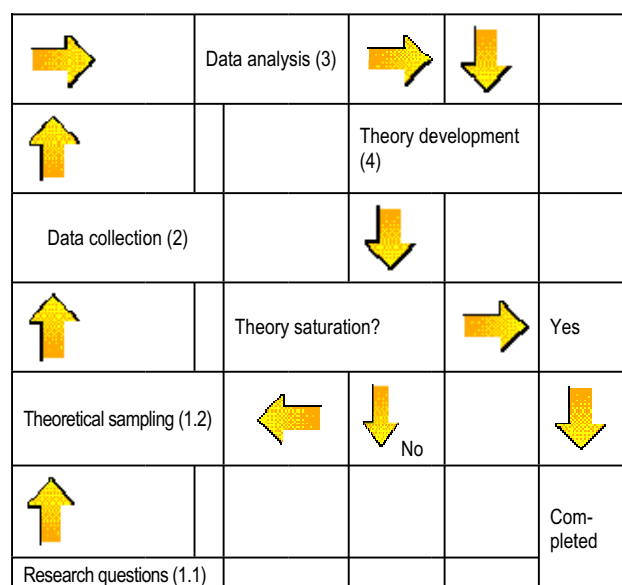 Data analysis (3)
Theory development
(4)
Data collection (2)
Theory saturation?
Yes
Theoretical sampling (1.2)
No
Com-
pleted
Research questions (1.1)